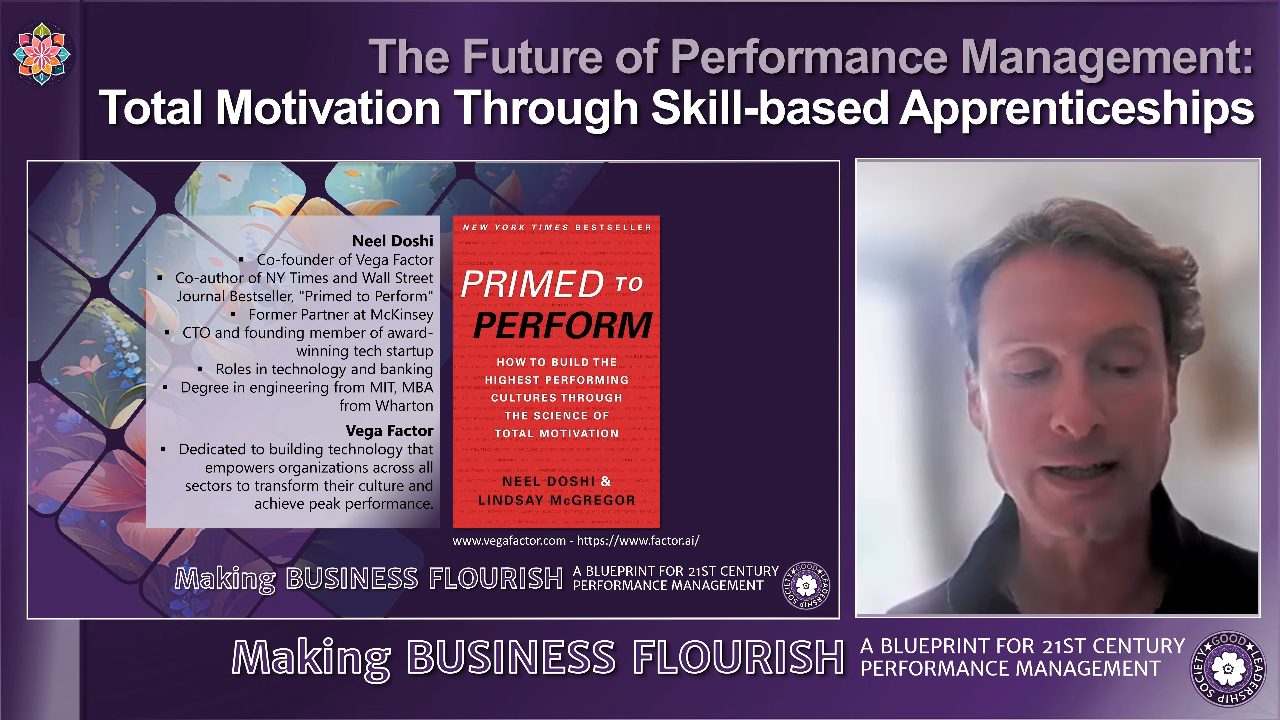 The Future of Performance Management:
Total Motivation Through Skill-based Apprenticeships
Neel Doshi
▪ Co-founder of Vega Factor
▪ Co-author of NY Times and Wall Street
Journal Bestseller, "Primed to Perform"
▪ Former Partner at McKinsey
▪ CTO and founding member of award-
winning tech startup
▪ Roles in technology and banking
▪ Degree in engineering from MIT, MBA
from Wharton
Vega Factor
▪ Dedicated to building technology that
empowers organizations across all
sectors to transform their culture and
achieve peak performance.
NEW YORK TIMES BESTSELLER
PRIMED TO
PERFORM
HOW TO BUILD THE
HIGHEST PERFORMING
CULTURES THROUGH
THE SCIENCE OF
TOTAL MOTIVATION
NEEL DOSHI &
LINDSAY McGREGOR
www.vegafactor.com - https://www.factor.ai/
Making BUSINESS FLOURISH
A BLUEPRINT FOR 21ST CENTURY
PERFORMANCE MANAGEMENT
GOOD LEADERSHIP SOCIETY
Making BUSINESS FLOURISH
A BLUEPRINT FOR 21ST CENTURY
PERFORMANCE MANAGEMENT
GOOD LEADERSHIP SOCIETY